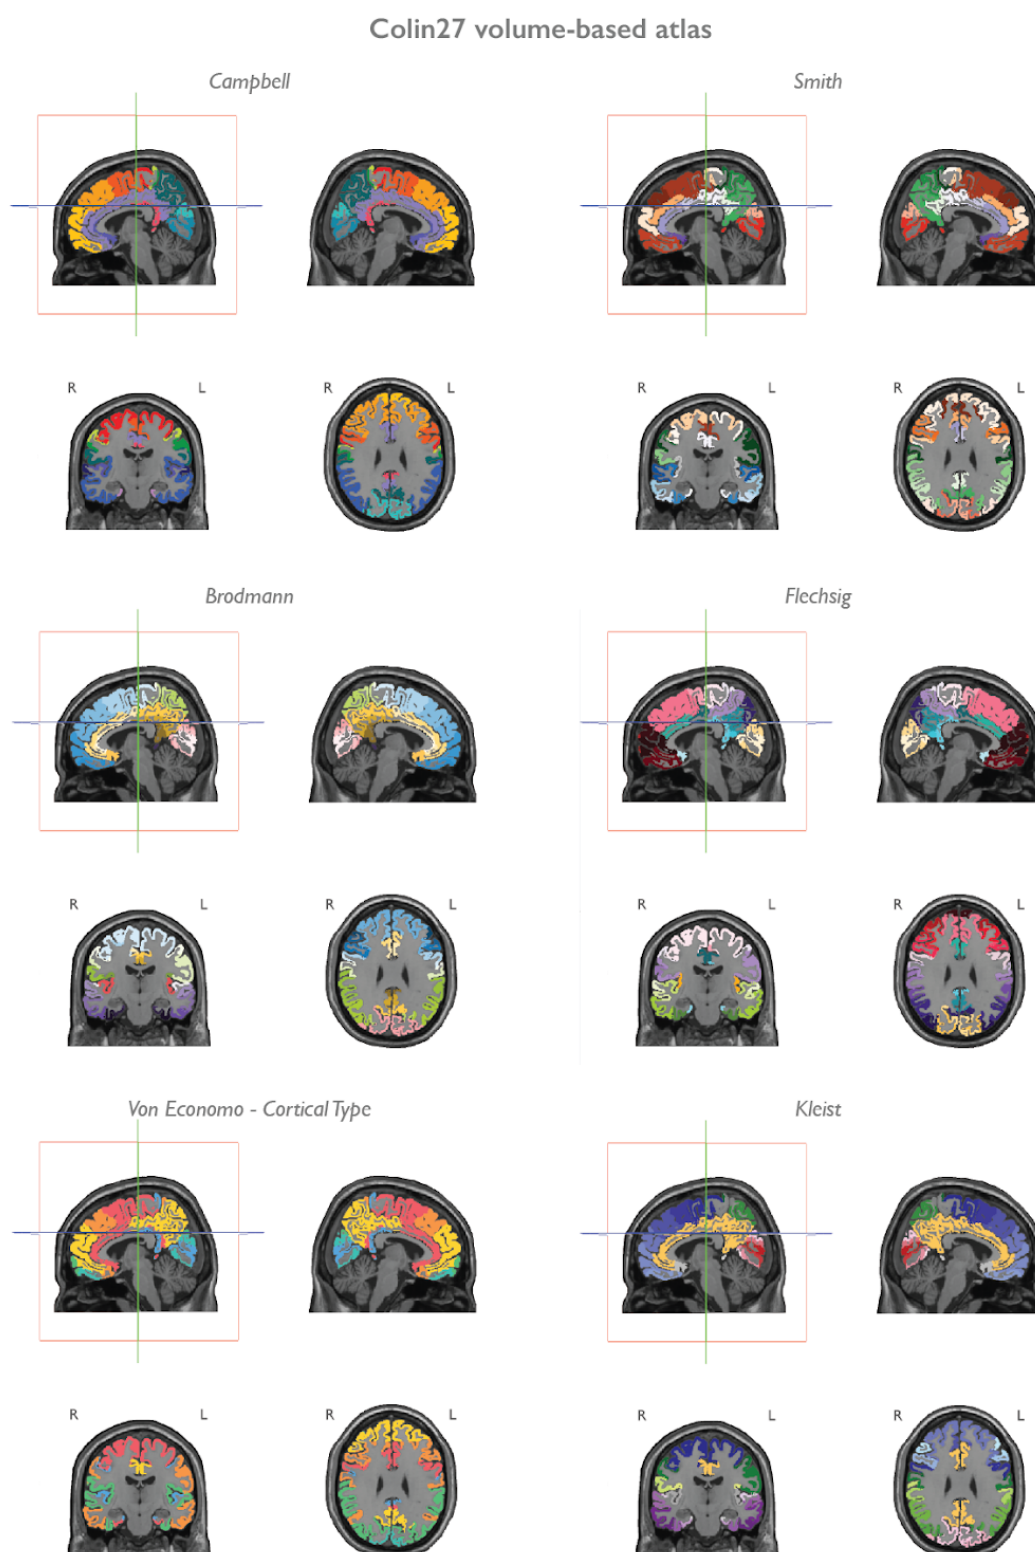 Colin27 volume-based atlas
Campbell
Smith
R L R L
R L R L
Brodmann
Flechsig
R L R L
R L R L
Von Economo - Cortical Type
Kleist
R L R L
R L R L